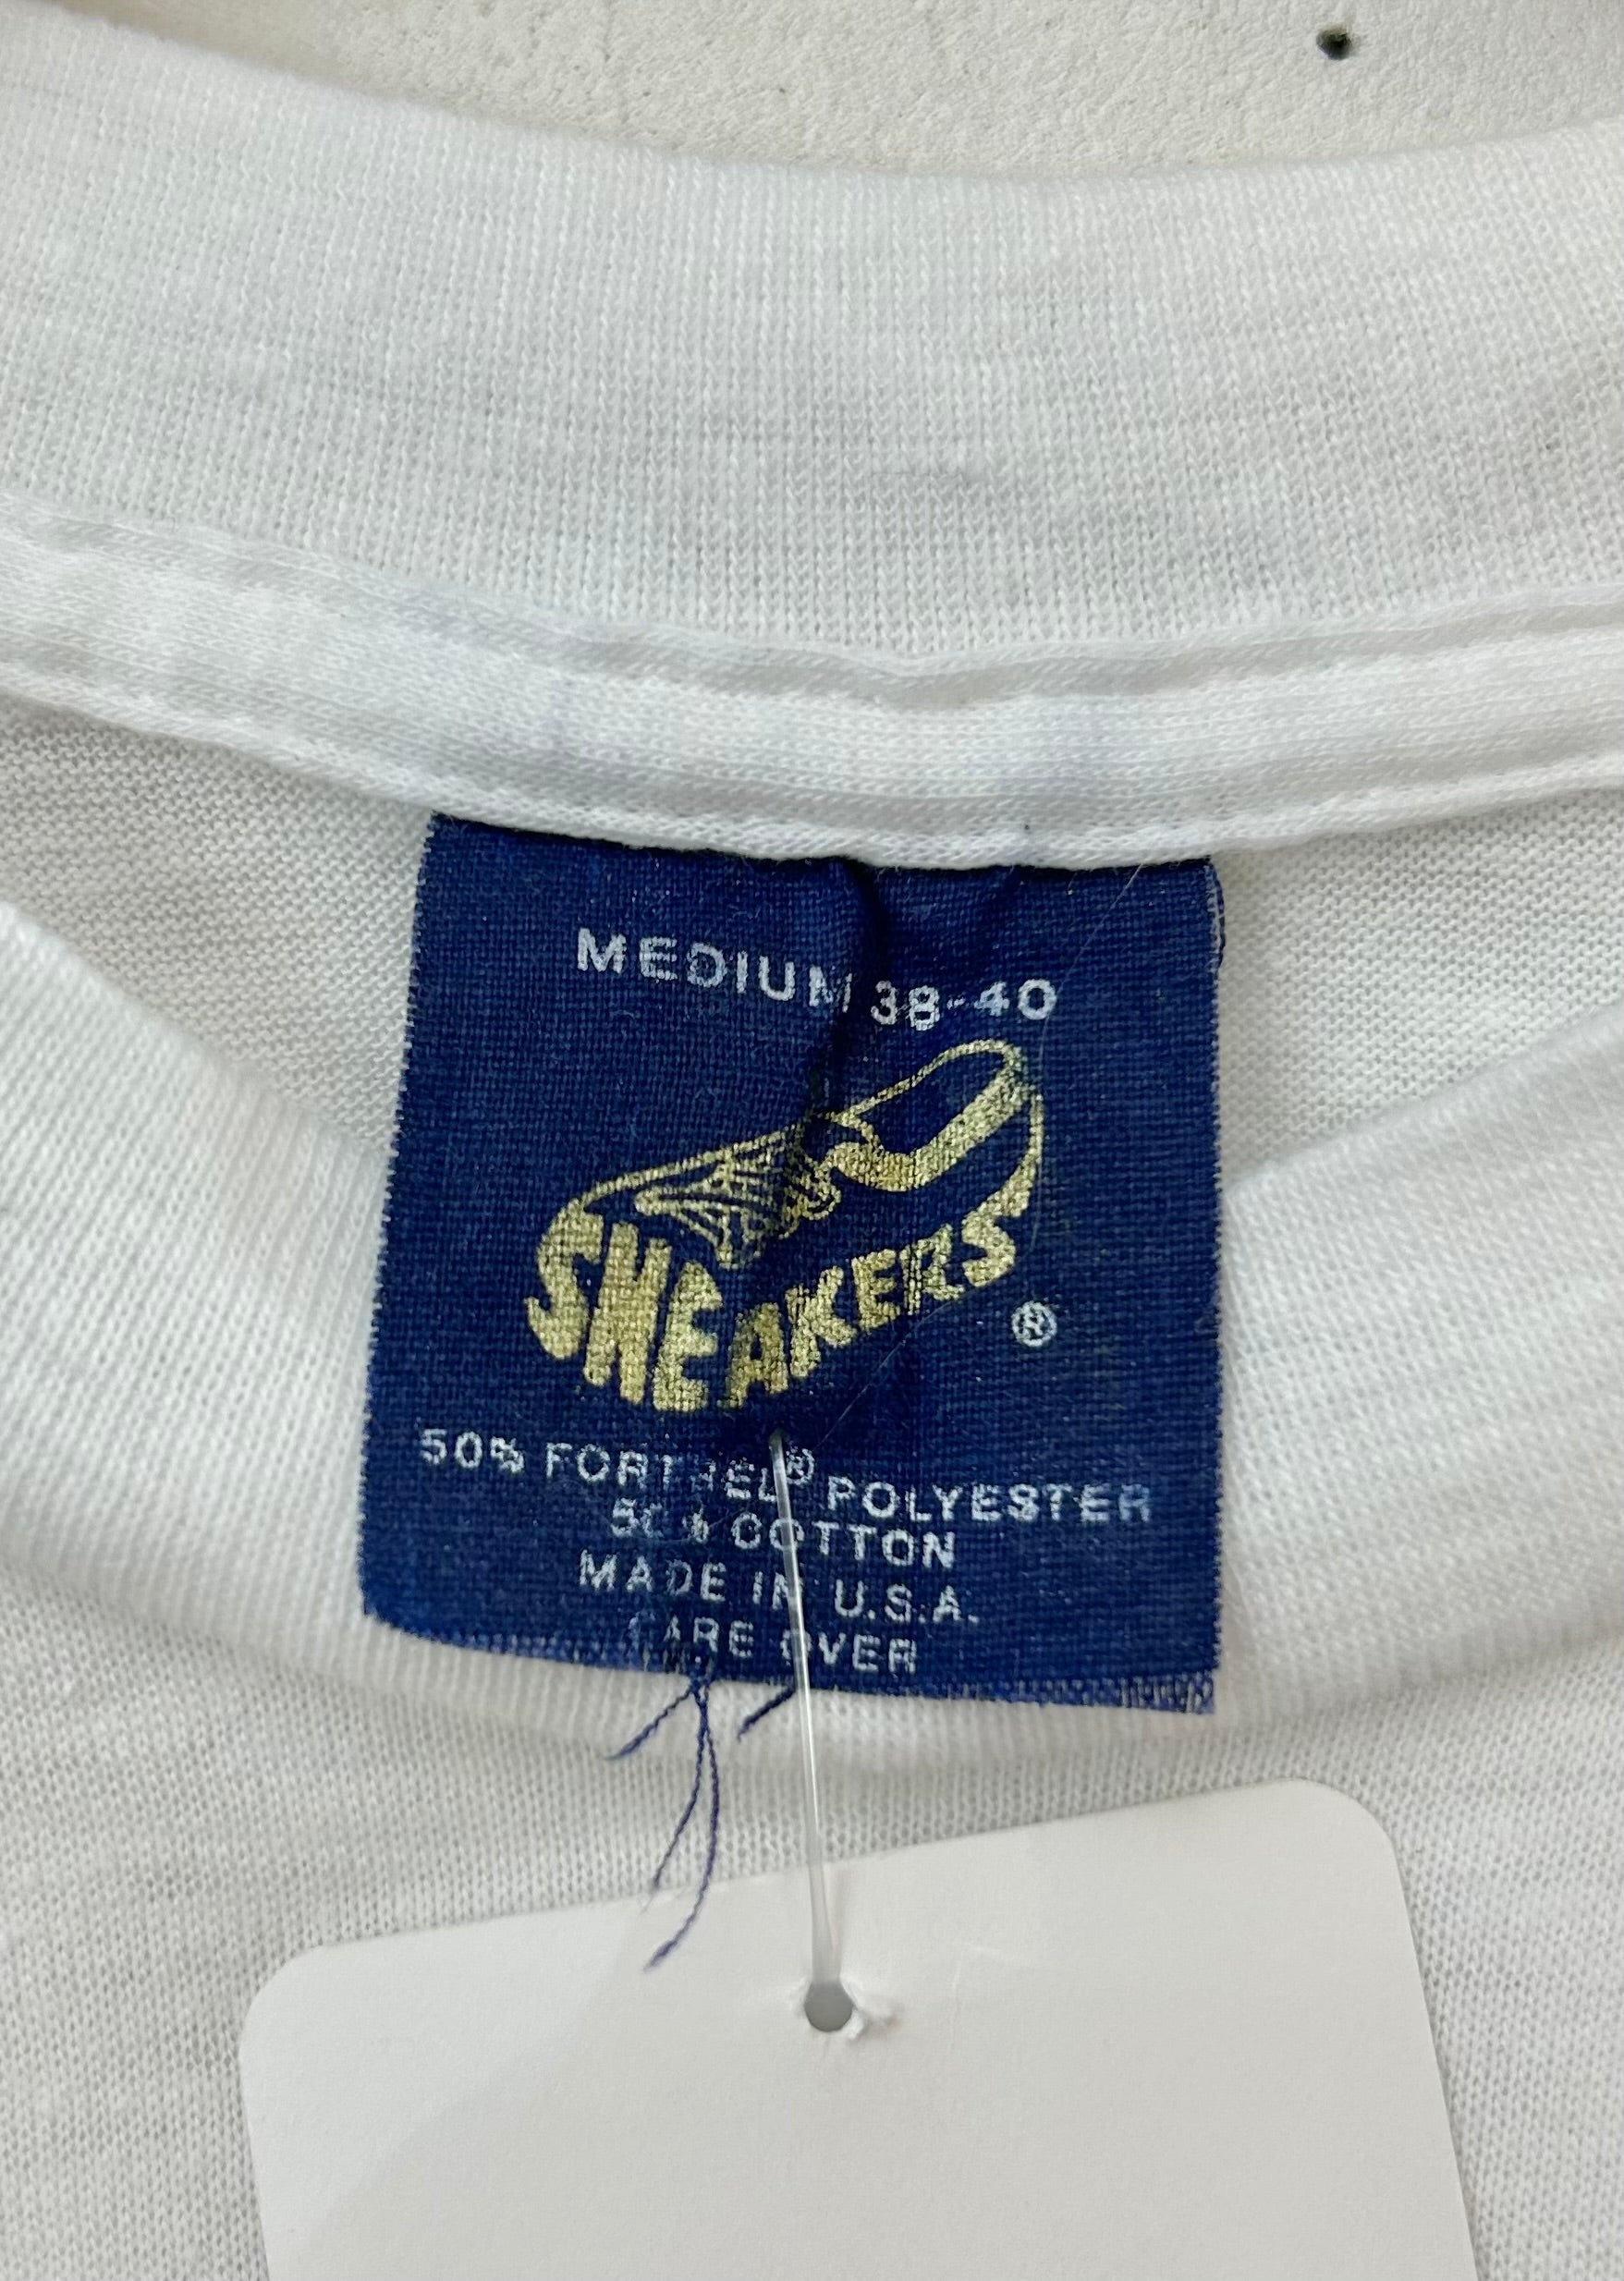 MEDIUM 38-40
SNEAKERS
®
50% FORTREL® POLYESTER
50% COTTON
MADE IN U.S.A.
CARE OVER